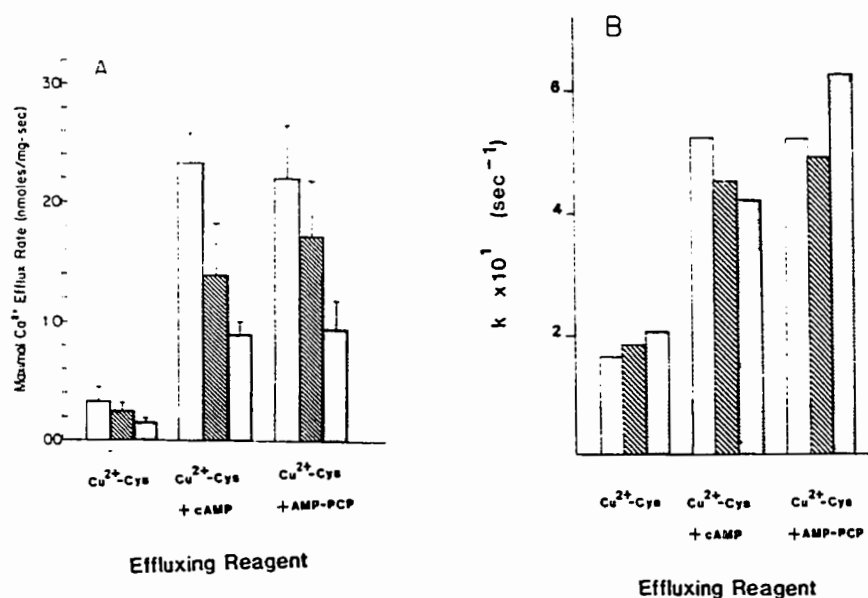 A
Maximal Ca²⁺ Efflux Rate (nmoles/mg-sec)
30
20
10
00
Cu²⁺-Cys
Cu²⁺-Cys
+cAMP
Cu²⁺-Cys
+AMP-PCP
Effluxing Reagent
B
k x10¹ (sec⁻¹)
6
4
2
Cu²⁺-Cys
Cu²⁺-Cys
+cAMP
Cu²⁺-Cys
+AMP-PCP
Effluxing Reagent